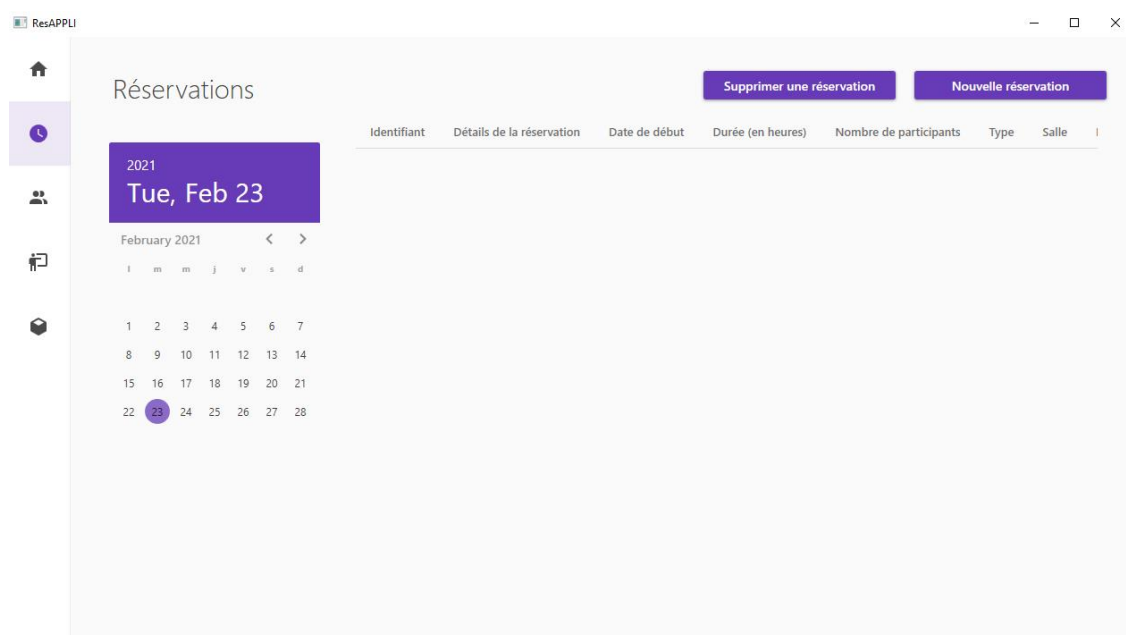 ResAPPLI
Réservations
Supprimer une réservation
Nouvelle réservation
Identifiant Détails de la réservation Date de début Durée (en heures) Nombre de participants Type Salle
2021
Tue, Feb 23
February 2021
l m m j v s d
1 2 3 4 5 6 7
8 9 10 11 12 13 14
15 16 17 18 19 20 21
22 23 24 25 26 27 28